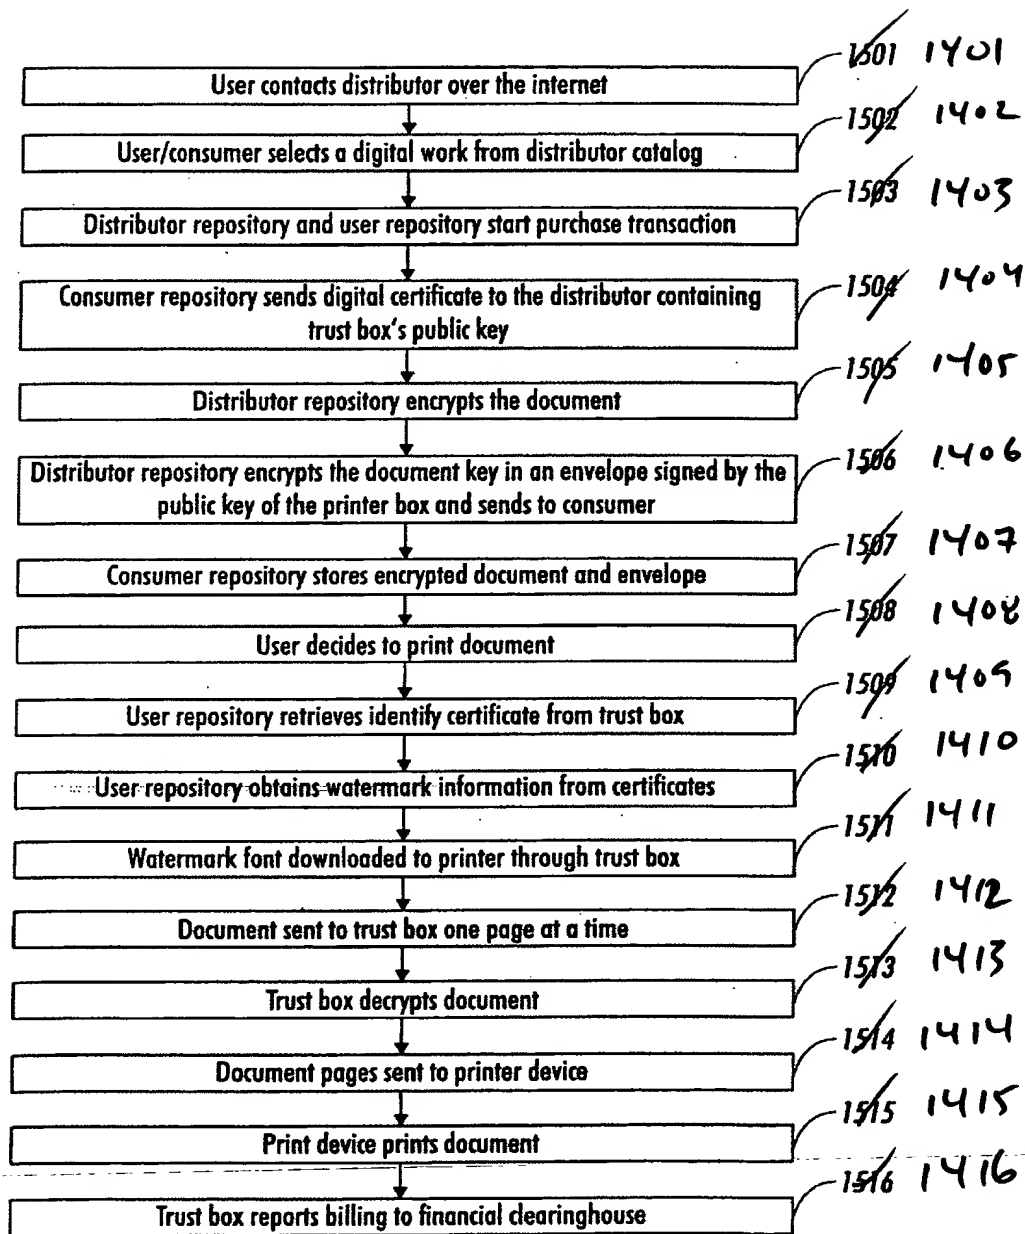 1501 1401
User contacts distributor over the internet
1502 1402
User/consumer selects a digital work from distributor catalog
1503 1403
Distributor repository and user repository start purchase transaction
1504 1404
Consumer repository sends digital certificate to the distributor containing
trust box's public key
1505 1405
Distributor repository encrypts the document
1506 1406
Distributor repository encrypts the document key in an envelope signed by the
public key of the printer box and sends to consumer
1507 1407
Consumer repository stores encrypted document and envelope
1508 1408
User decides to print document
1509 1409
User repository retrieves identify certificate from trust box
1510 1410
User repository obtains watermark information from certificates
1511 1411
Watermark font downloaded to printer through trust box
1512 1412
Document sent to trust box one page at a time
1513 1413
Trust box decrypts document
1514 1414
Document pages sent to printer device
1515 1415
Print device prints document
1516 1416
Trust box reports billing to financial clearinghouse